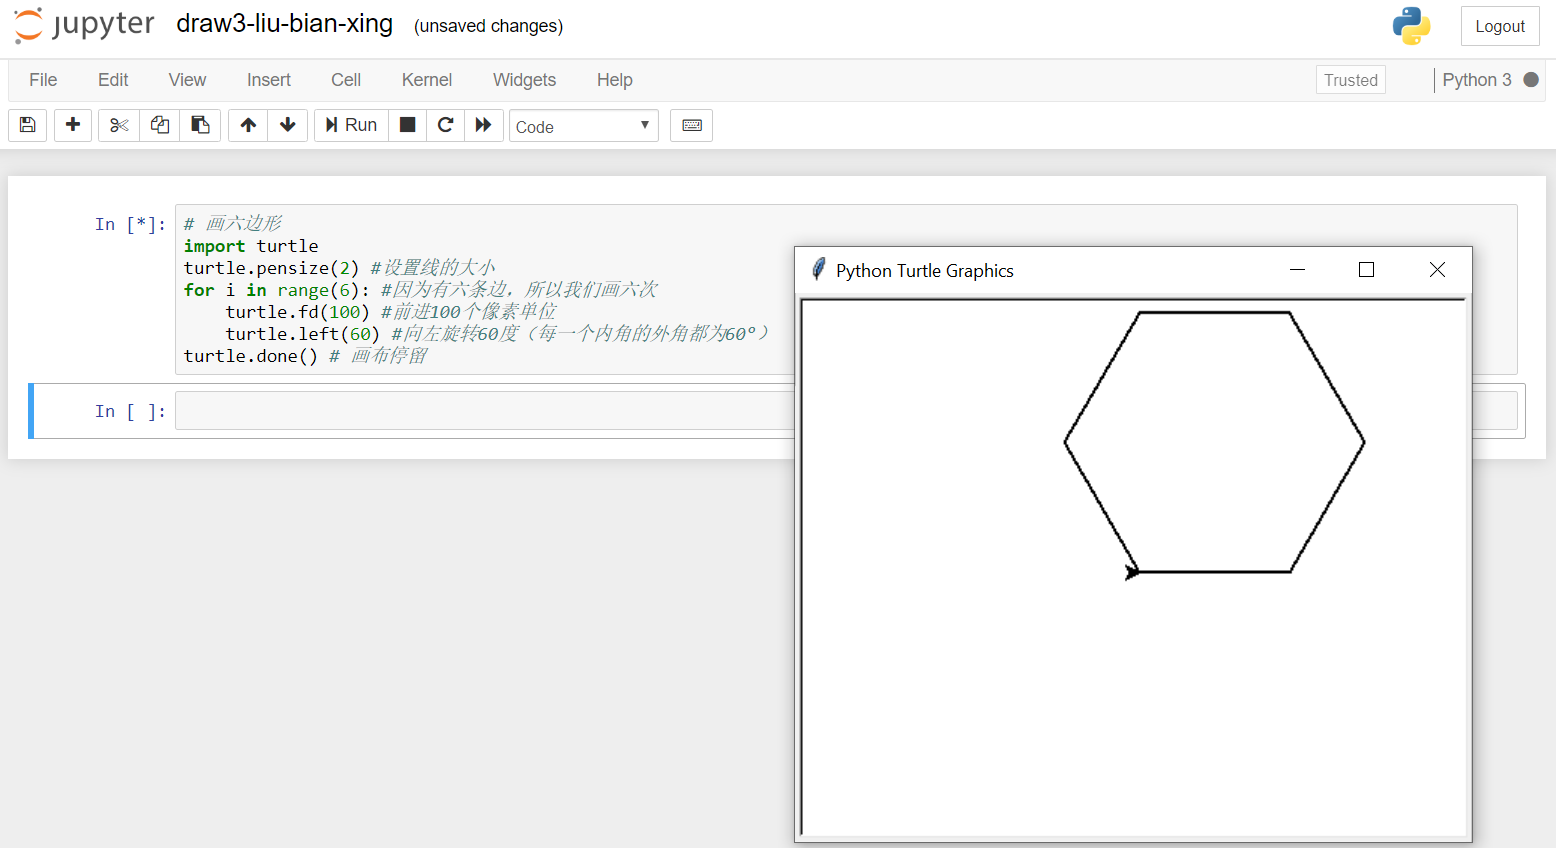 jupyter draw3-liu-bian-xing (unsaved changes) Logout
File Edit View Insert Cell Kernel Widgets Help Trusted Python 3
Run Code
In [*]:
# 画六边形
import turtle
turtle.pensize(2) #设置线的大小
for i in range(6): #因为有六条边，所以我们画六次
    turtle.fd(100) #前进100个像素单位
    turtle.left(60) #向左旋转60度（每一个内角的外角都为60°）
turtle.done() # 画布停留
In [ ]:
Python Turtle Graphics